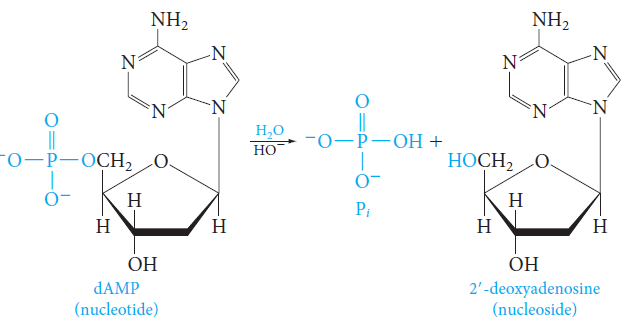 NH₂ NH₂
N N N N
N N N N
O O
⁻O—P—OCH₂ O H₂O ⁻O—P—OH + HOCH₂ O
HO⁻
O⁻ H O⁻ H
H H Pᵢ H H
OH OH
dAMP 2′-deoxyadenosine
(nucleotide) (nucleoside)